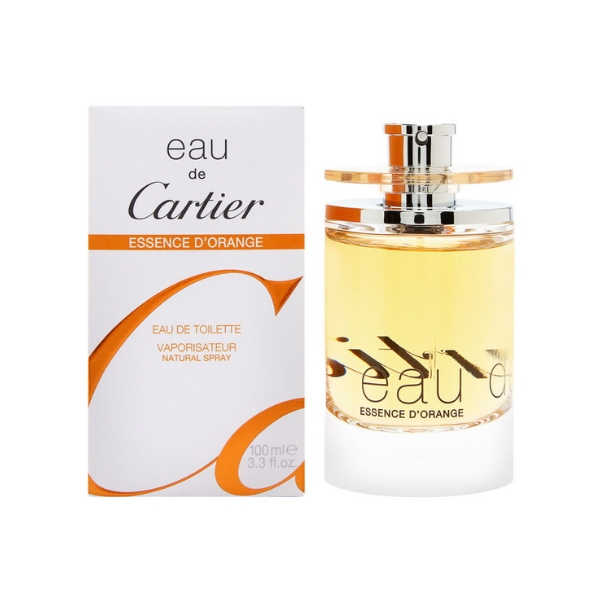 eau
de
Cartier
ESSENCE D'ORANGE
EAU DE TOILETTE
VAPORISATEUR
NATURAL SPRAY
100 ml e
3.3 fl.oz.
eau d
ESSENCE D'ORANGE